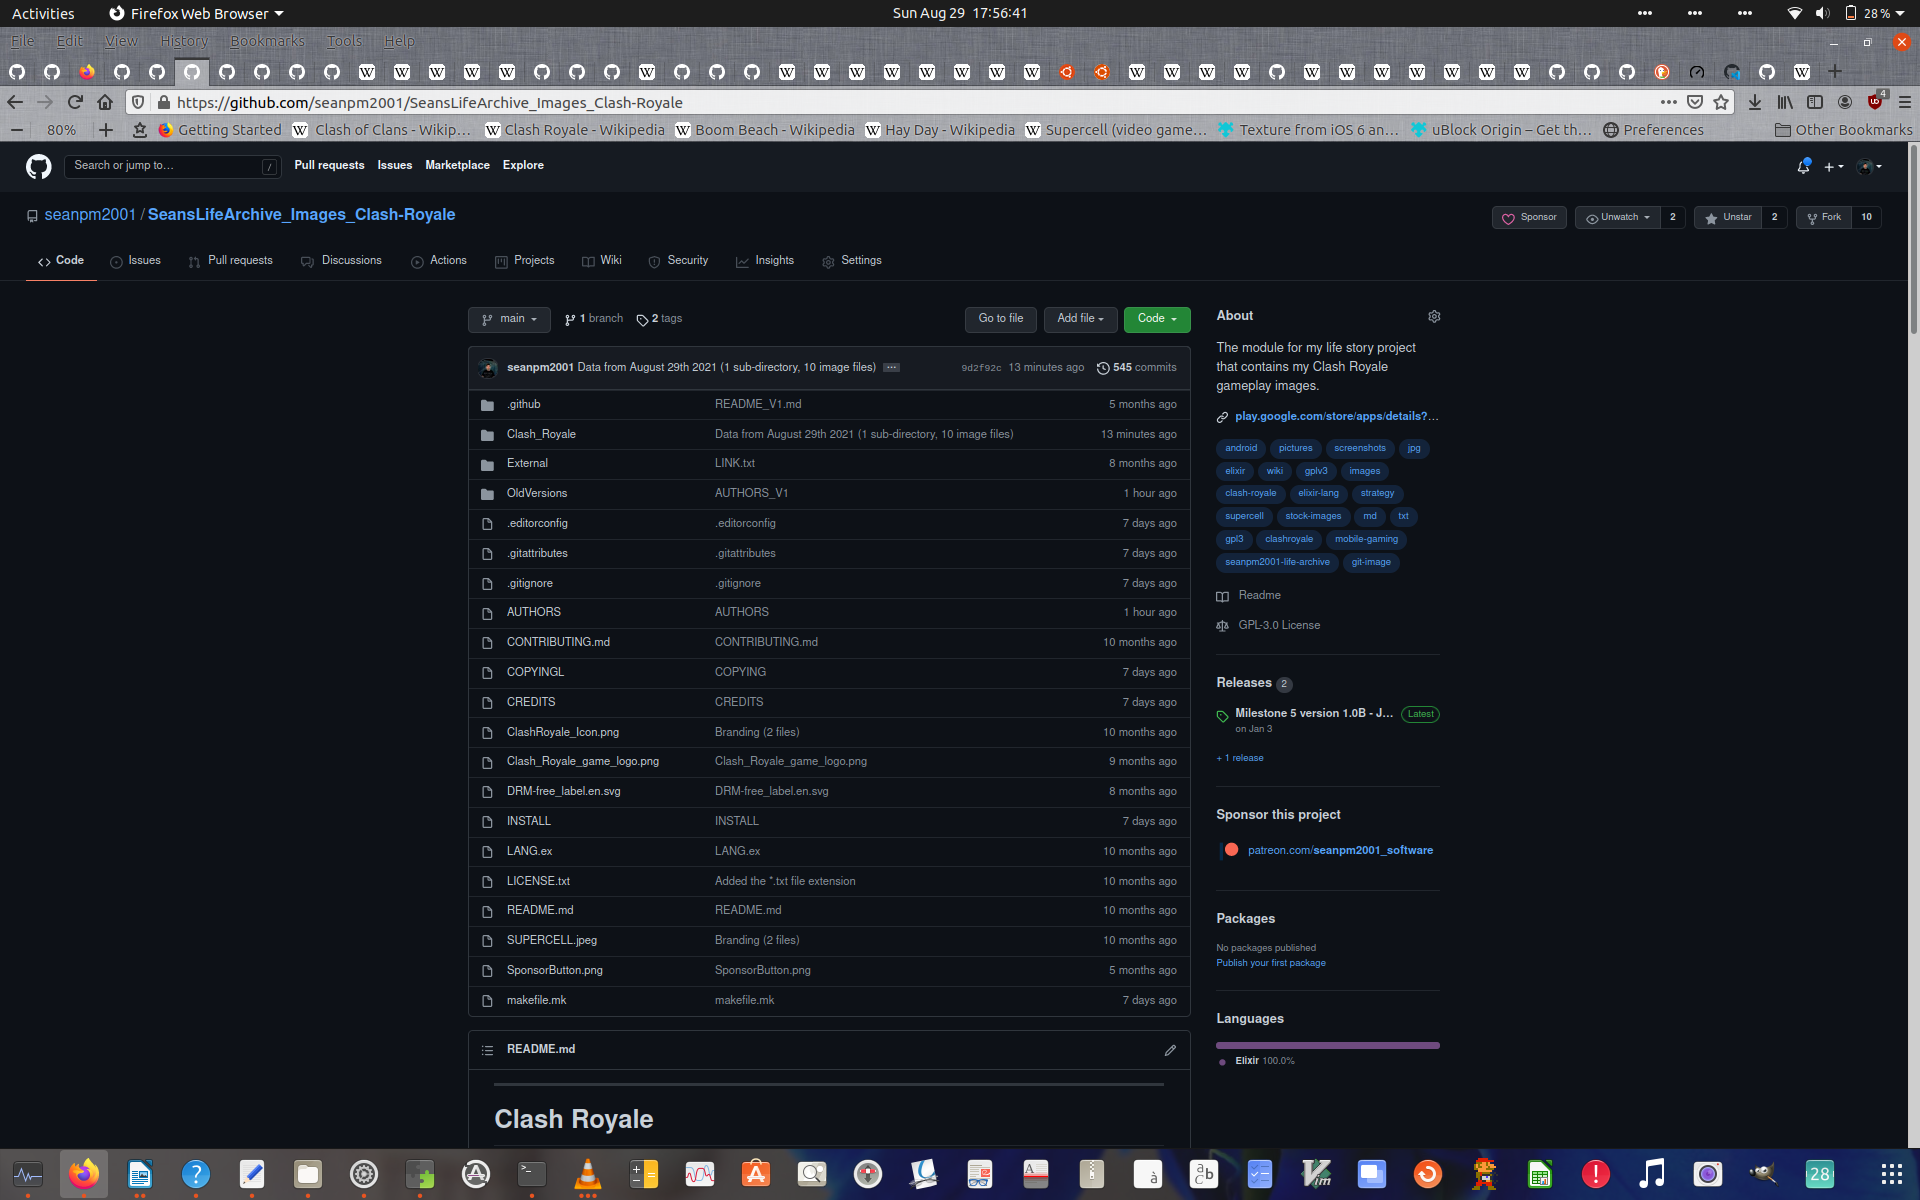 Activities Firefox Web Browser Sun Aug 29 17:56:41 28 %
File Edit View History Bookmarks Tools Help
https://github.com/seanpm2001/SeansLifeArchive_Images_Clash-Royale 4
80% Getting Started Clash of Clans - Wikip… Clash Royale - Wikipedia Boom Beach - Wikipedia Hay Day - Wikipedia Supercell (video game… Texture from iOS 6 an… uBlock Origin – Get th… Preferences Other Bookmarks
Search or jump to… / Pull requests Issues Marketplace Explore
seanpm2001 / SeansLifeArchive_Images_Clash-Royale Sponsor Unwatch 2 Unstar 2 Fork 10
Code Issues Pull requests Discussions Actions Projects Wiki Security Insights Settings
main 1 branch 2 tags Go to file Add file Code
seanpm2001 Data from August 29th 2021 (1 sub-directory, 10 image files) ··· 9d2f92c 13 minutes ago 545 commits
.github README_V1.md 5 months ago
Clash_Royale Data from August 29th 2021 (1 sub-directory, 10 image files) 13 minutes ago
External LINK.txt 8 months ago
OldVersions AUTHORS_V1 1 hour ago
.editorconfig .editorconfig 7 days ago
.gitattributes .gitattributes 7 days ago
.gitignore .gitignore 7 days ago
AUTHORS AUTHORS 1 hour ago
CONTRIBUTING.md CONTRIBUTING.md 10 months ago
COPYINGL COPYING 7 days ago
CREDITS CREDITS 7 days ago
ClashRoyale_Icon.png Branding (2 files) 10 months ago
Clash_Royale_game_logo.png Clash_Royale_game_logo.png 9 months ago
DRM-free_label.en.svg DRM-free_label.en.svg 8 months ago
INSTALL INSTALL 7 days ago
LANG.ex LANG.ex 10 months ago
LICENSE.txt Added the *.txt file extension 10 months ago
README.md README.md 10 months ago
SUPERCELL.jpeg Branding (2 files) 10 months ago
SponsorButton.png SponsorButton.png 5 months ago
makefile.mk makefile.mk 7 days ago
README.md
Clash Royale
About
The module for my life story project
that contains my Clash Royale
gameplay images.
play.google.com/store/apps/details?…
android pictures screenshots jpg
elixir wiki gplv3 images
clash-royale elixir-lang strategy
supercell stock-images md txt
gpl3 clashroyale mobile-gaming
seanpm2001-life-archive git-image
Readme
GPL-3.0 License
Releases 2
Milestone 5 version 1.0B - J… Latest
on Jan 3
+ 1 release
Sponsor this project
patreon.com/seanpm2001_software
Packages
No packages published
Publish your first package
Languages
Elixir 100.0%
28